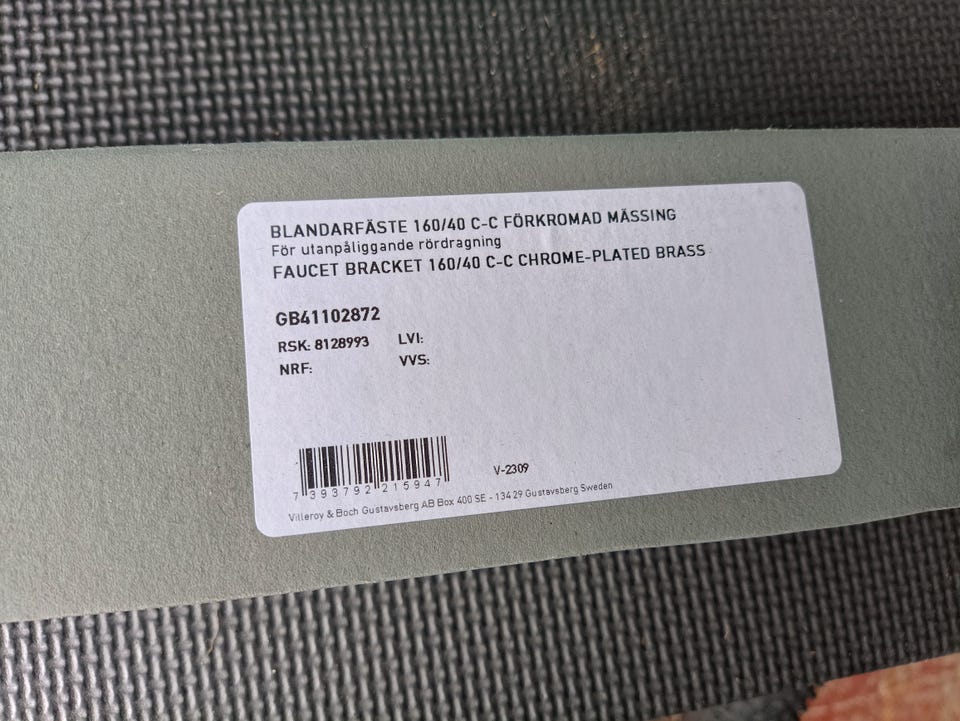 BLANDARFÄSTE 160/40 C-C FÖRKROMAD MÄSSING
För utanpåliggande rördragning
FAUCET BRACKET 160/40 C-C CHROME-PLATED BRASS
GB41102872
RSK: 8128993 LVI:
NRF: VVS:
7 393792 215947
V-2309
Villeroy & Boch Gustavsberg AB Box 400 SE - 134 29 Gustavsberg Sweden